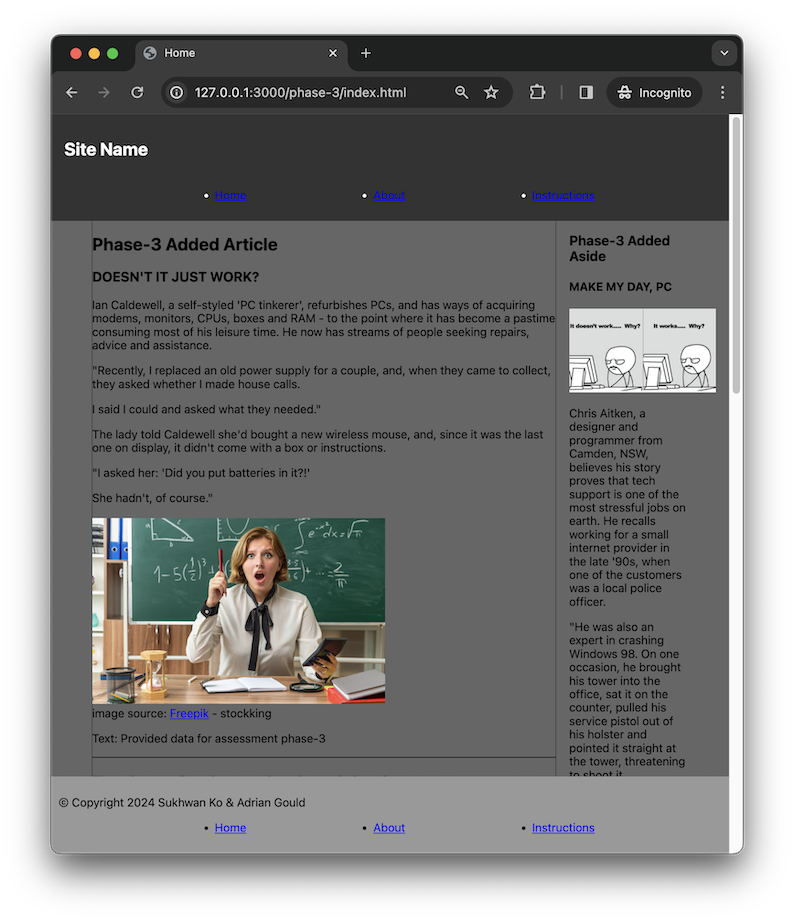 Home
127.0.0.1:3000/phase-3/index.html
Incognito
Site Name
Home
About
Instructions
Phase-3 Added Article
DOESN'T IT JUST WORK?
Ian Caldewell, a self-styled 'PC tinkerer', refurbishes PCs, and has ways of acquiring
modems, monitors, CPUs, boxes and RAM - to the point where it has become a pastime
consuming most of his leisure time. He now has streams of people seeking repairs,
advice and assistance.
"Recently, I replaced an old power supply for a couple, and, when they came to collect,
they asked whether I made house calls.
I said I could and asked what they needed."
The lady told Caldewell she'd bought a new wireless mouse, and, since it was the last
one on display, it didn't come with a box or instructions.
"I asked her: 'Did you put batteries in it?!'
She hadn't, of course."
image source: Freepik - stockking
Text: Provided data for assessment phase-3
Phase-3 Added
Aside
MAKE MY DAY, PC
It doesn't work..... Why?
It works..... Why?
Chris Aitken, a
designer and
programmer from
Camden, NSW,
believes his story
proves that tech
support is one of the
most stressful jobs on
earth. He recalls
working for a small
internet provider in
the late '90s, when
one of the customers
was a local police
officer.
"He was also an
expert in crashing
Windows 98. On one
occasion, he brought
his tower into the
office, sat it on the
counter, pulled his
service pistol out of
his holster and
pointed it straight at
the tower, threatening
to shoot it
© Copyright 2024 Sukhwan Ko & Adrian Gould
Home
About
Instructions